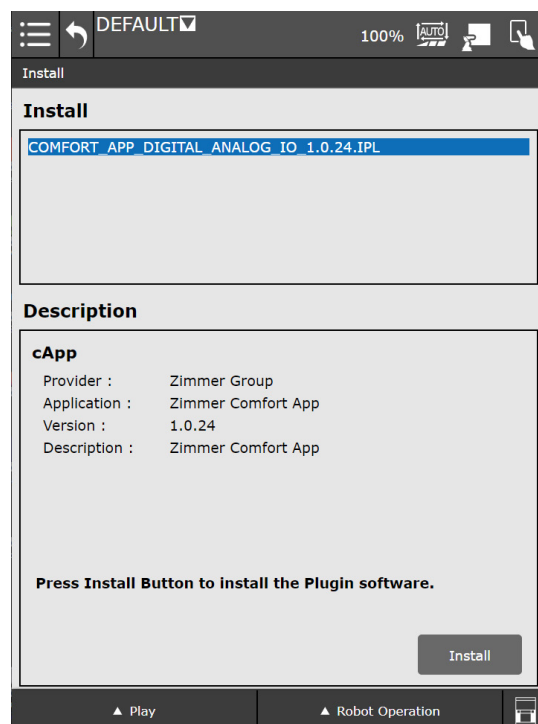 DEFAULT
100% AUTO
Install
Install
COMFORT_APP_DIGITAL_ANALOG_IO_1.0.24.IPL
Description
cApp
Provider : Zimmer Group
Application : Zimmer Comfort App
Version : 1.0.24
Description : Zimmer Comfort App
Press Install Button to install the Plugin software.
Install
▲ Play ▲ Robot Operation